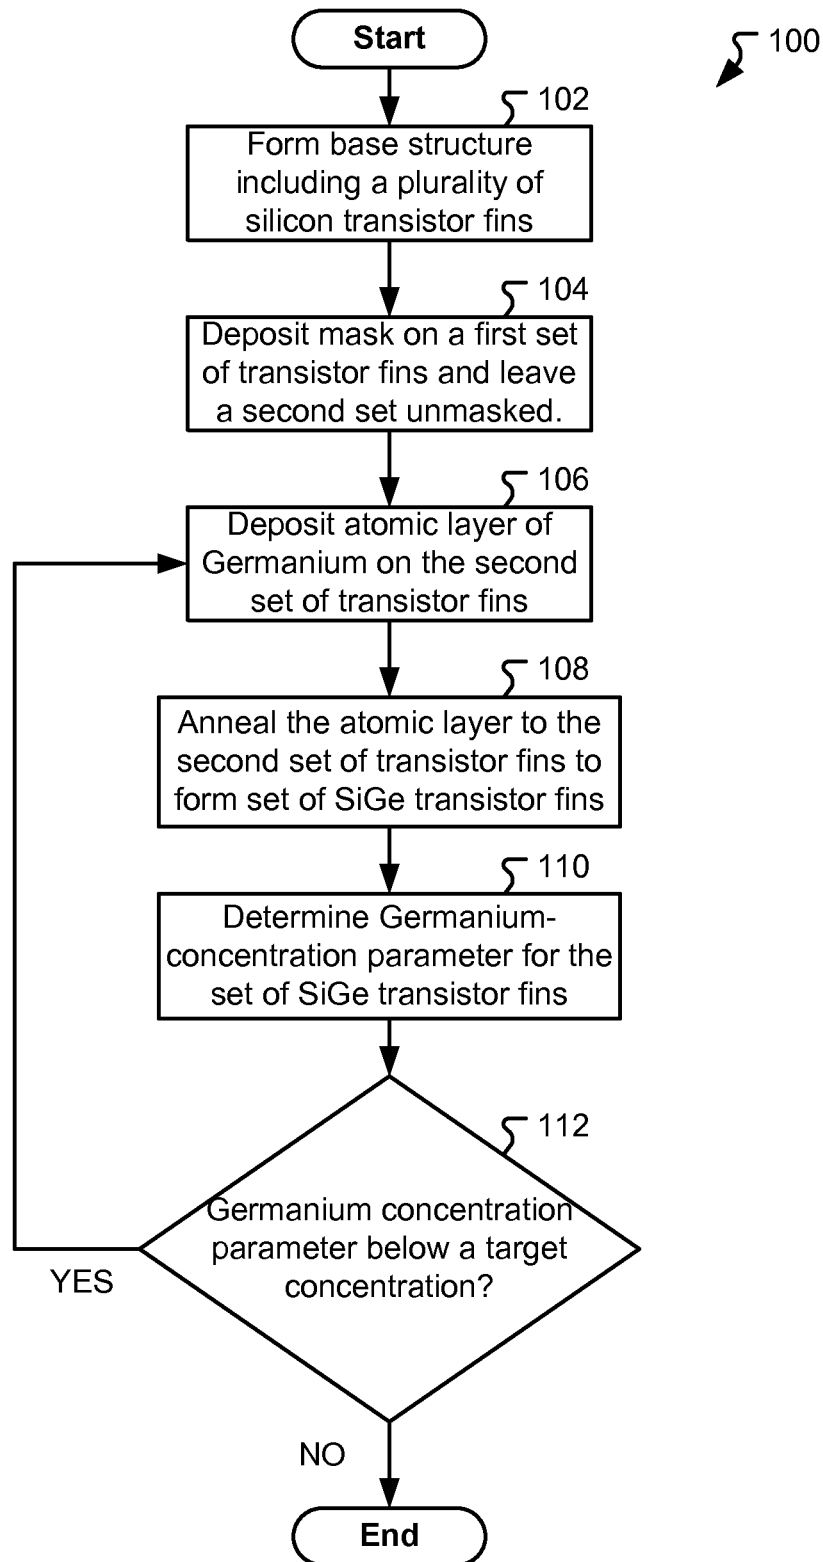 Start
100
102
Form base structure
including a plurality of
silicon transistor fins
104
Deposit mask on a first set
of transistor fins and leave
a second set unmasked.
106
Deposit atomic layer of
Germanium on the second
set of transistor fins
108
Anneal the atomic layer to the
second set of transistor fins to
form set of SiGe transistor fins
110
Determine Germanium-
concentration parameter for the
set of SiGe transistor fins
112
Germanium concentration
parameter below a target
concentration?
YES
NO
End